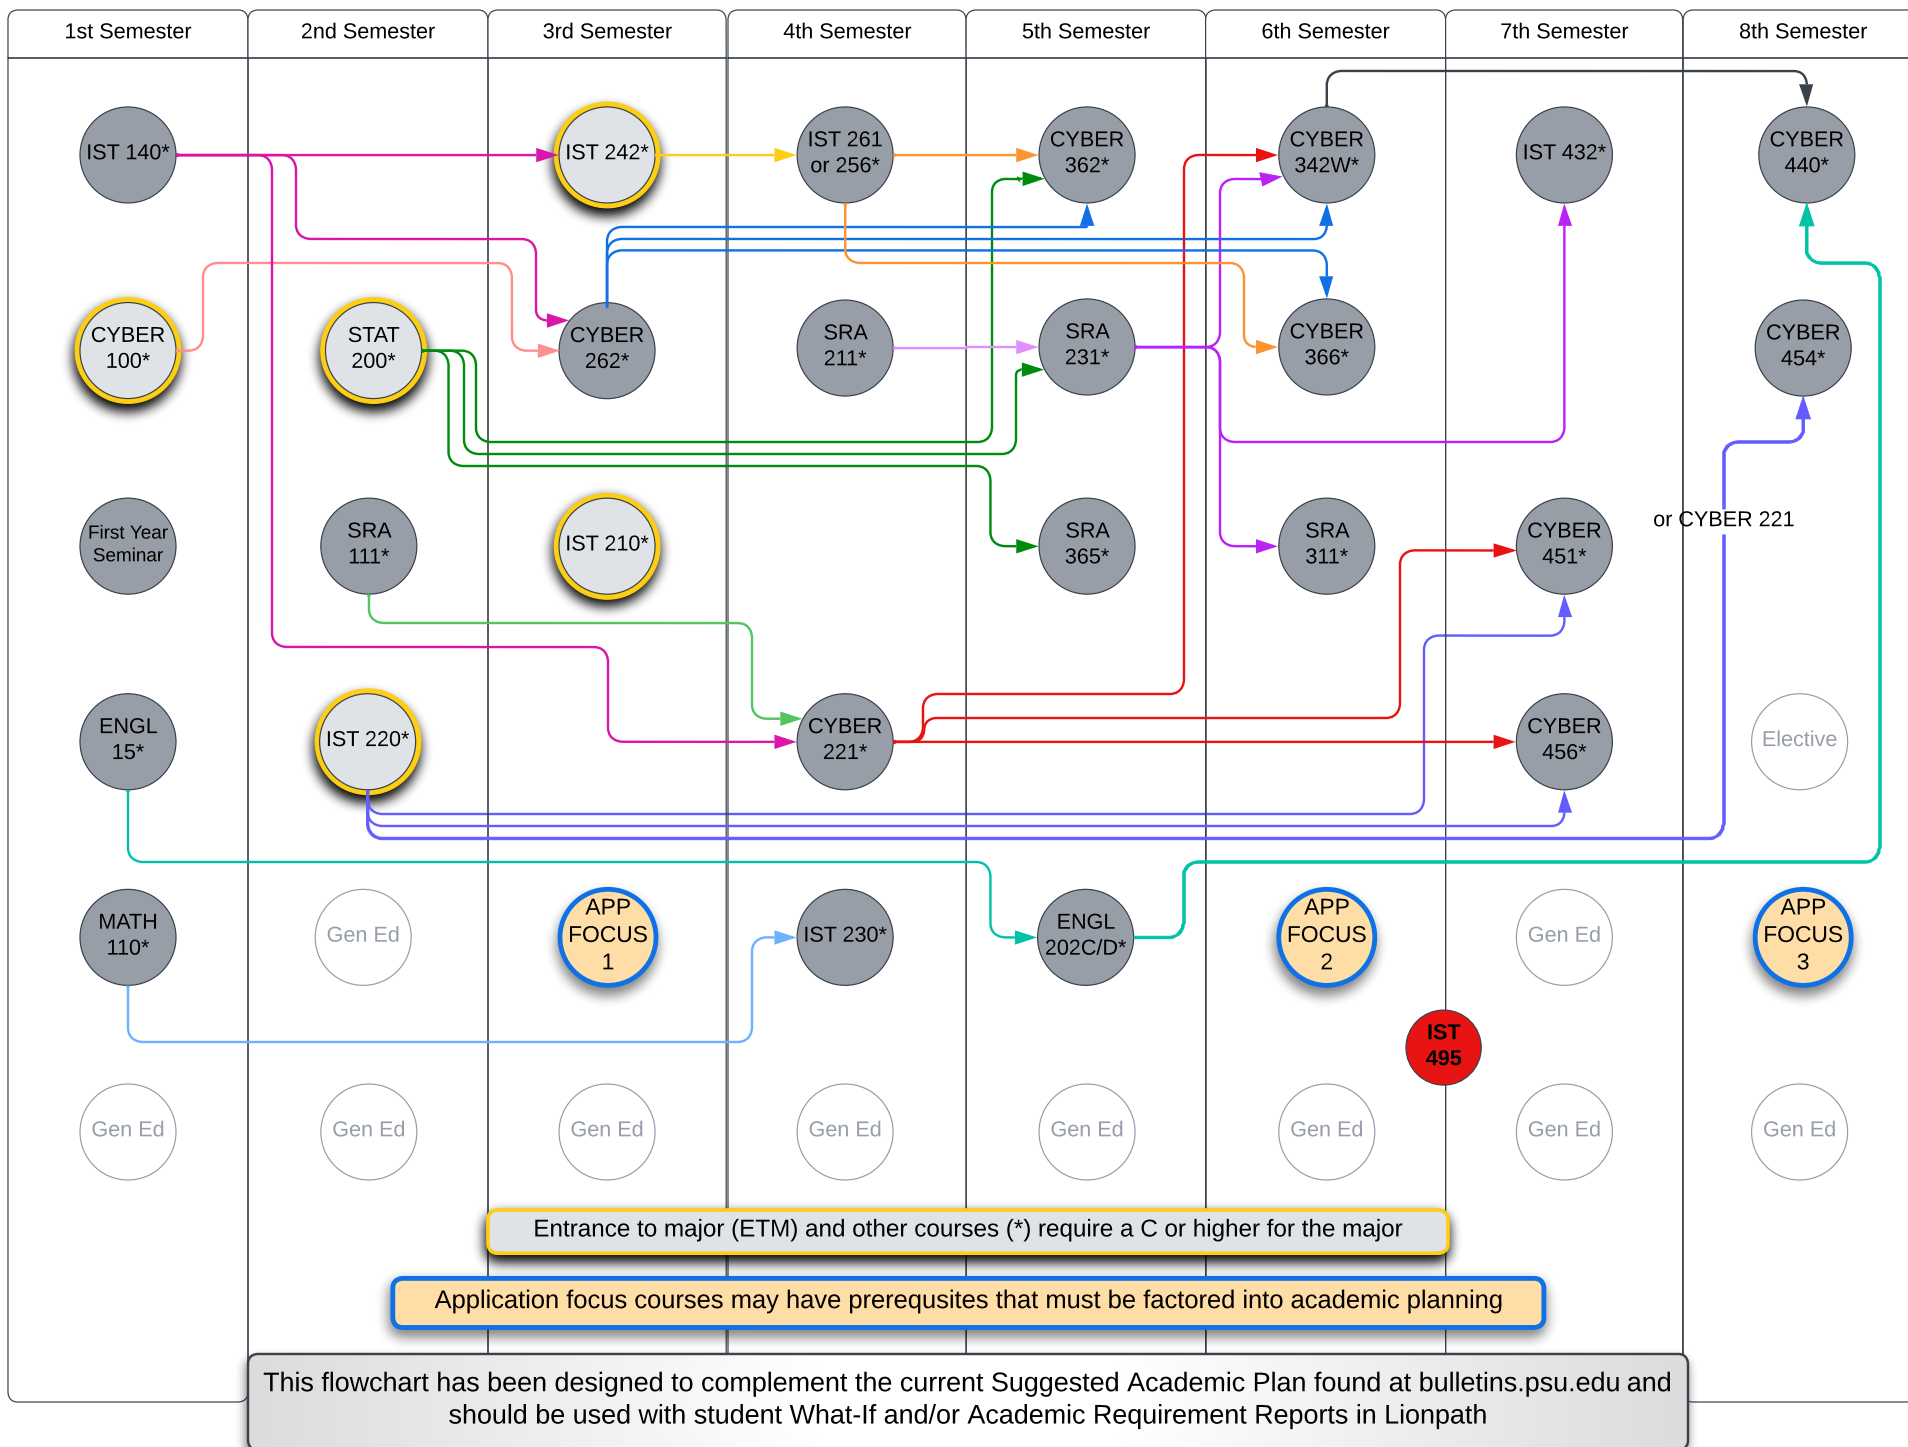 1st Semester
2nd Semester
3rd Semester
4th Semester
5th Semester
6th Semester
7th Semester
8th Semester
IST 140*
IST 242*
IST 261
or 256*
CYBER
362*
CYBER
342W*
IST 432*
CYBER
440*
CYBER
100*
STAT
200*
CYBER
262*
SRA
211*
SRA
231*
CYBER
366*
CYBER
454*
First Year
Seminar
SRA
111*
IST 210*
SRA
365*
SRA
311*
CYBER
451*
or CYBER 221
ENGL
15*
IST 220*
CYBER
221*
CYBER
456*
Elective
MATH
110*
Gen Ed
APP
FOCUS
1
IST 230*
ENGL
202C/D*
APP
FOCUS
2
Gen Ed
APP
FOCUS
3
IST
495
Gen Ed
Gen Ed
Gen Ed
Gen Ed
Gen Ed
Gen Ed
Gen Ed
Gen Ed
Entrance to major (ETM) and other courses (*) require a C or higher for the major
Application focus courses may have prerequsites that must be factored into academic planning
This flowchart has been designed to complement the current Suggested Academic Plan found at bulletins.psu.edu and
should be used with student What-If and/or Academic Requirement Reports in Lionpath